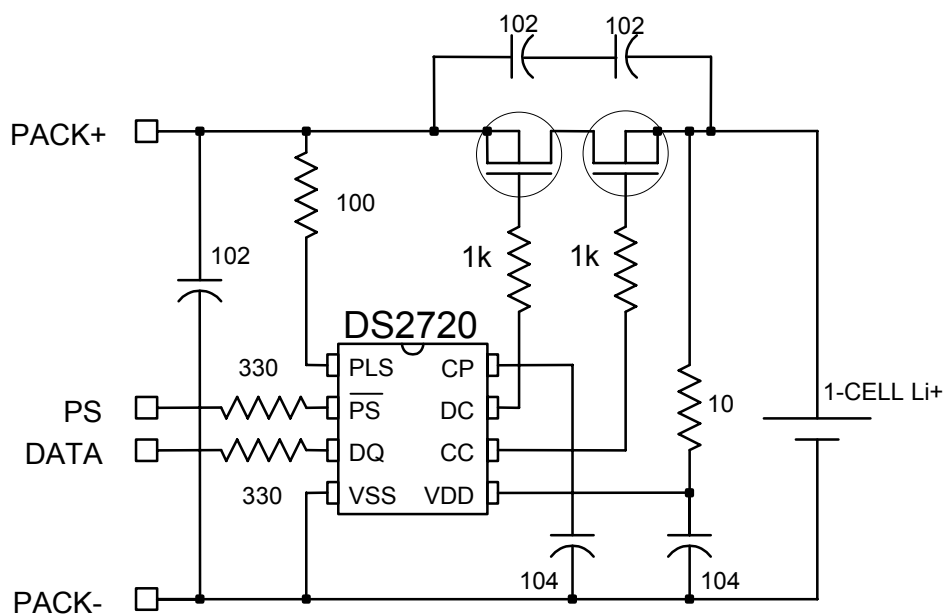 102
102
PACK+
100
1k
1k
102
DS2720
330
PLS
CP
PS
PS
DC
10
1-CELL Li+
DATA
DQ
CC
330
VSS
VDD
104
104
PACK-